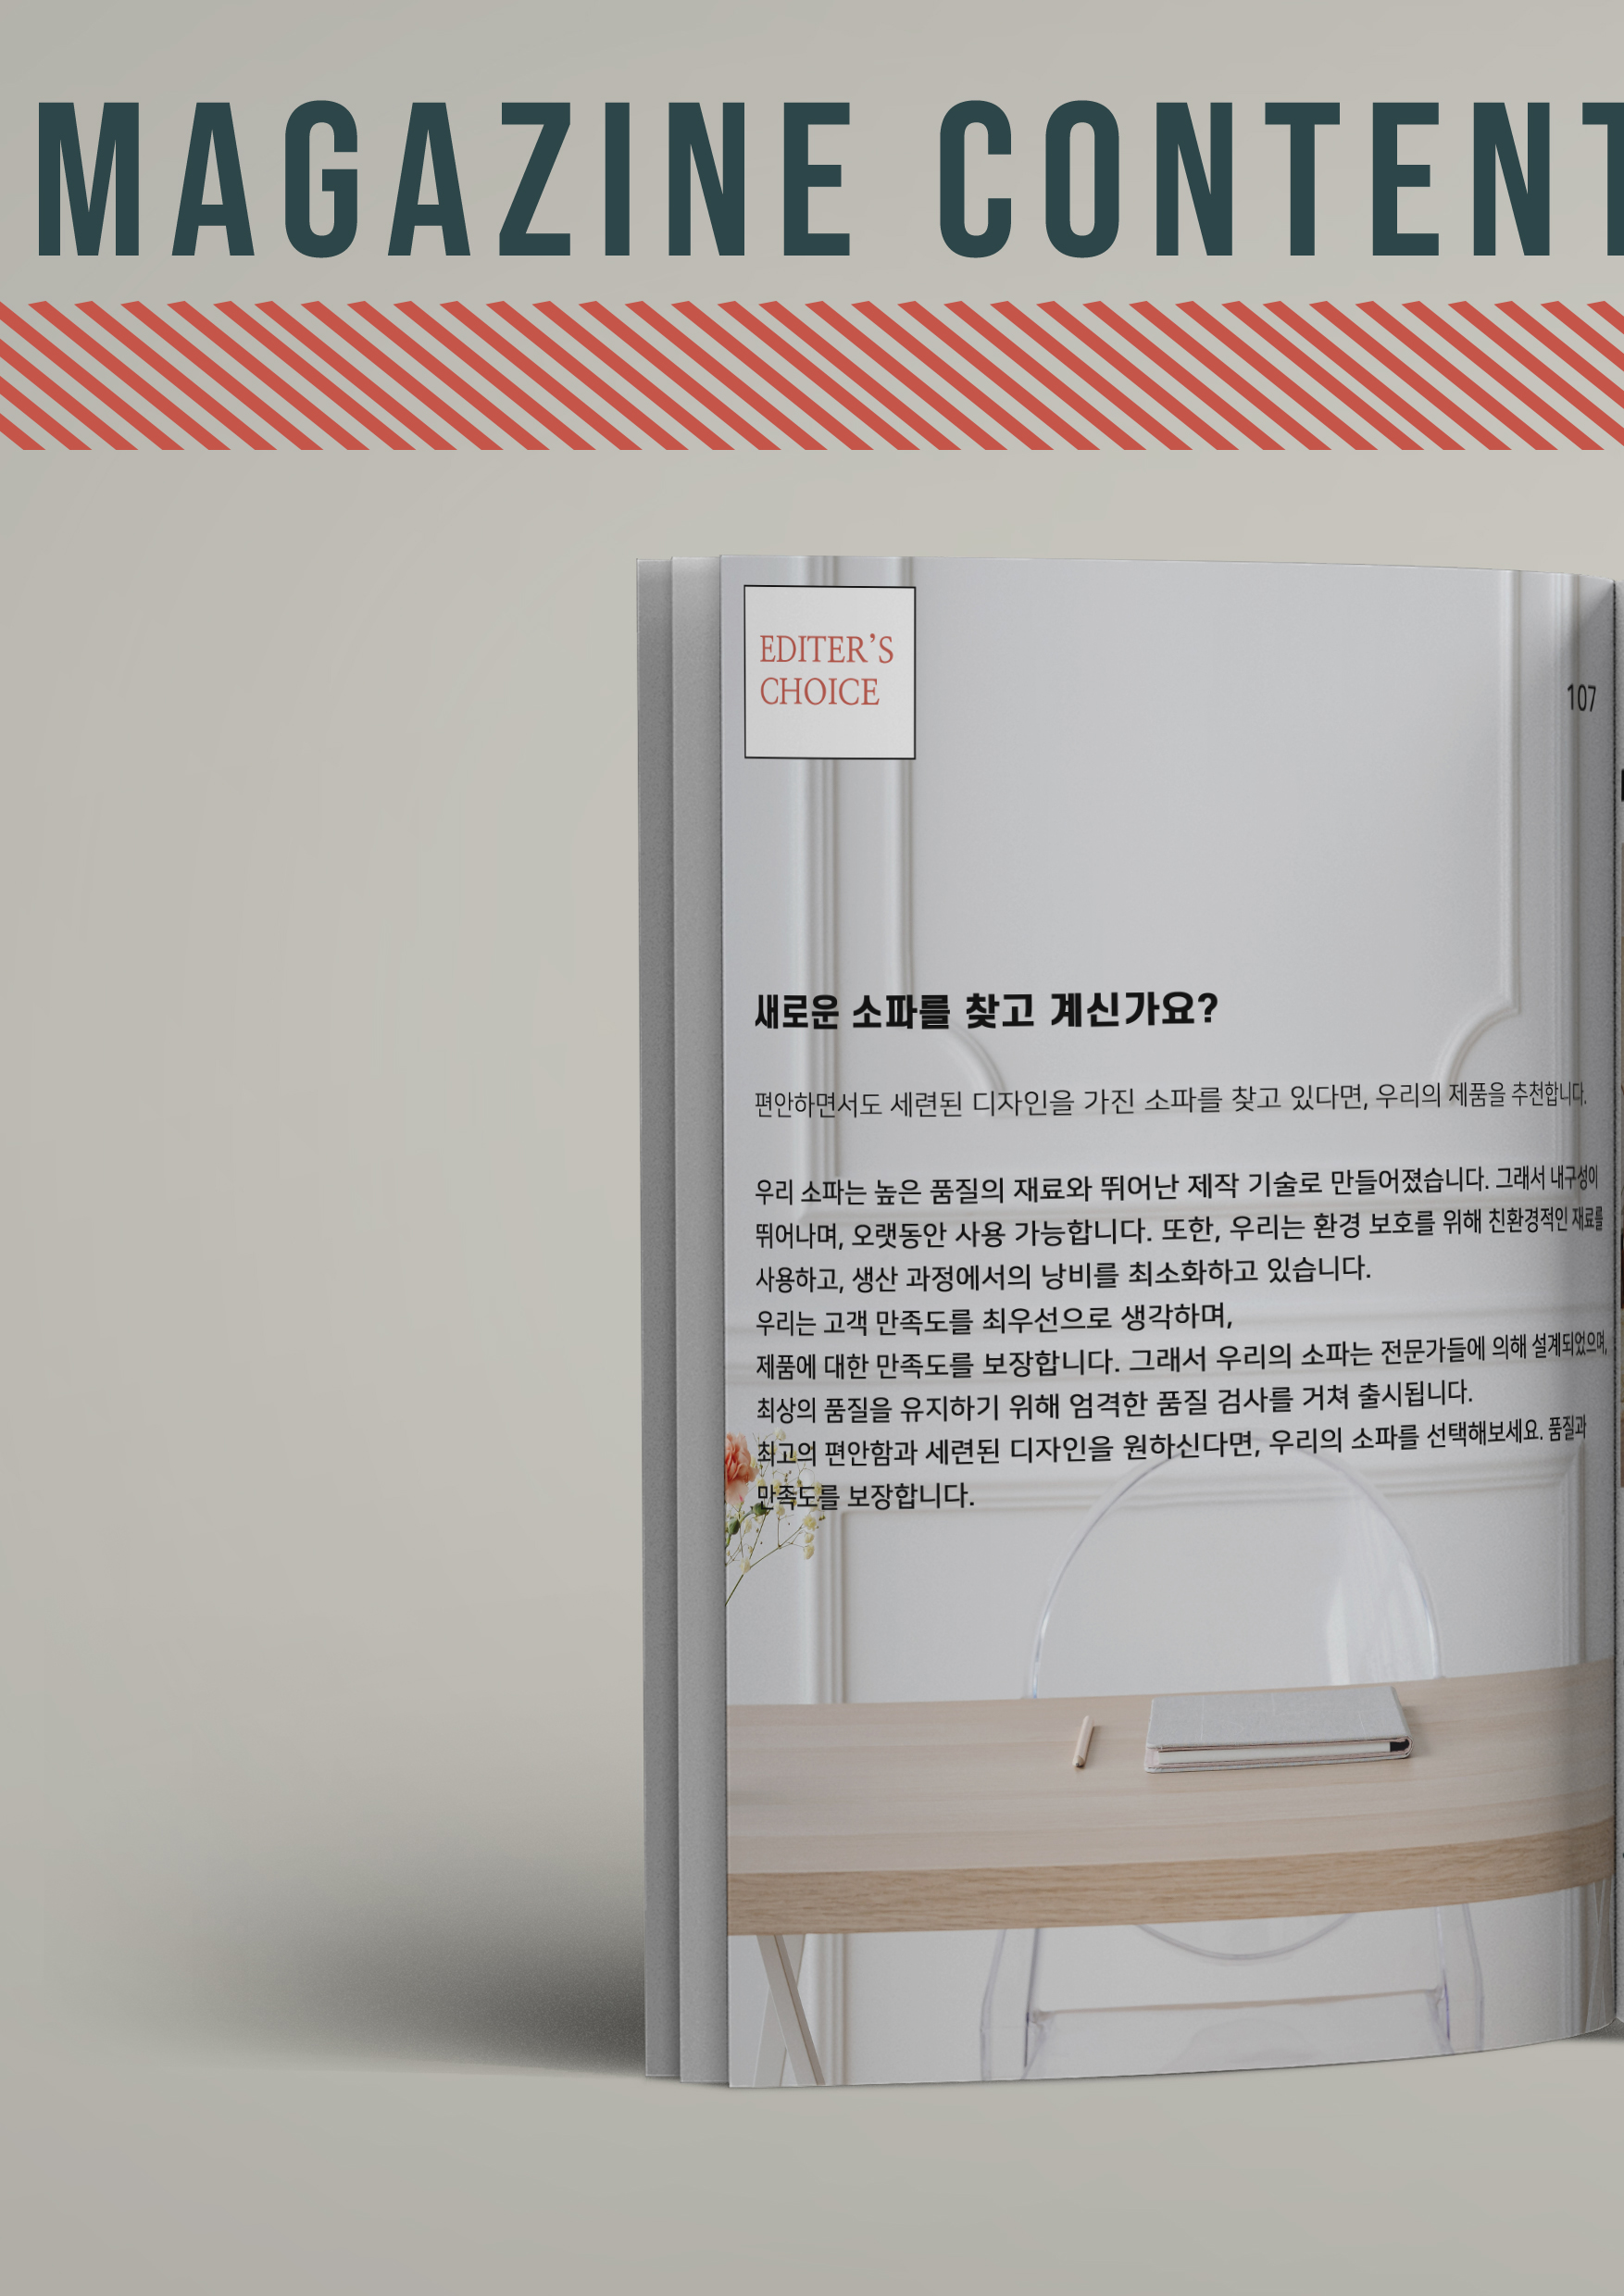 MAGAZINE CONTENT
EDITER'S
CHOICE
107
새로운 소파를 찾고 계신가요?
편안하면서도 세련된 디자인을 가진 소파를 찾고 있다면, 우리의 제품을 추천합니다.
우리 소파는 높은 품질의 재료와 뛰어난 제작 기술로 만들어졌습니다. 그래서 내구성이
뛰어나며, 오랫동안 사용 가능합니다. 또한, 우리는 환경 보호를 위해 친환경적인 재료를
사용하고, 생산 과정에서의 낭비를 최소화하고 있습니다.
우리는 고객 만족도를 최우선으로 생각하며,
제품에 대한 만족도를 보장합니다. 그래서 우리의 소파는 전문가들에 의해 설계되었으며,
최상의 품질을 유지하기 위해 엄격한 품질 검사를 거쳐 출시됩니다.
최고의 편안함과 세련된 디자인을 원하신다면, 우리의 소파를 선택해보세요. 품질과
만족도를 보장합니다.